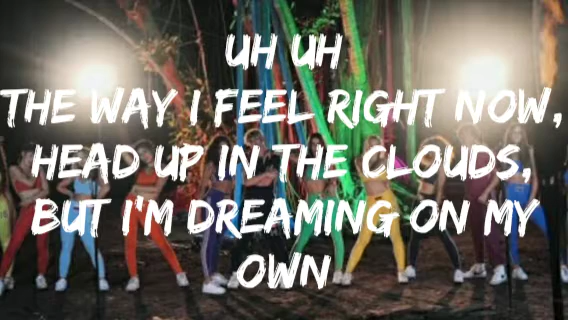 UH UH
THE WAY I FEEL RIGHT NOW,
HEAD UP IN THE CLOUDS,
BUT I'M DREAMING ON MY
OWN